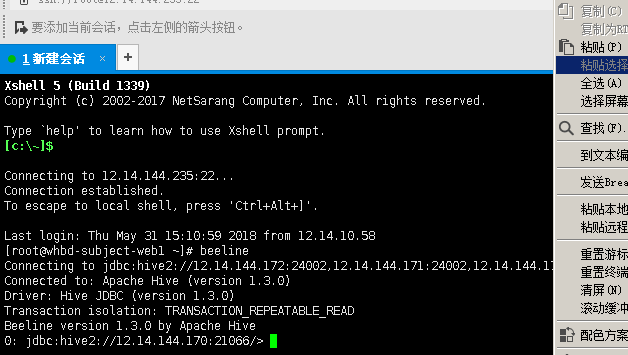 要添加当前会话，点击左侧的箭头按钮。
1 新建会话 × +
Xshell 5 (Build 1339)
Copyright (c) 2002-2017 NetSarang Computer, Inc. All rights reserved.
Type `help' to learn how to use Xshell prompt.
[c:\~]$
Connecting to 12.14.144.235:22...
Connection established.
To escape to local shell, press 'Ctrl+Alt+]'.
Last login: Thu May 31 15:10:59 2018 from 12.14.10.58
[root@whbd-subject-web1 ~]# beeline
Connecting to jdbc:hive2://12.14.144.172:24002,12.14.144.171:24002,12.14.144.17
Connected to: Apache Hive (version 1.3.0)
Driver: Hive JDBC (version 1.3.0)
Transaction isolation: TRANSACTION_REPEATABLE_READ
Beeline version 1.3.0 by Apache Hive
0: jdbc:hive2://12.14.144.170:21066/>
复制(C)
复制为RT
粘贴(P)
粘贴选择
全选(A)
选择屏幕
查找(F).
到文本编
发送Brea
粘贴本地
粘贴远程
重置游标
重置终端
清屏(N)
滚动缓冲
配色方案